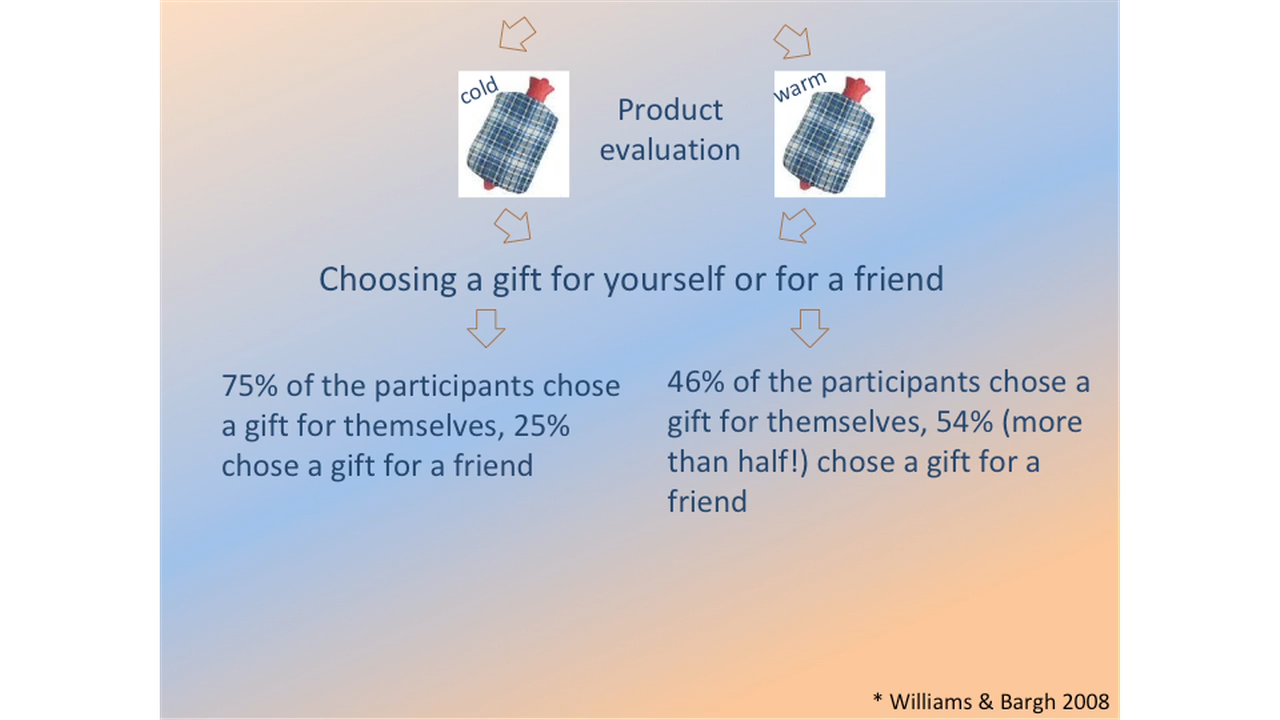 cold
warm
Product
evaluation
Choosing a gift for yourself or for a friend
75% of the participants chose
a gift for themselves, 25%
chose a gift for a friend
46% of the participants chose a
gift for themselves, 54% (more
than half!) chose a gift for a
friend
* Williams & Bargh 2008